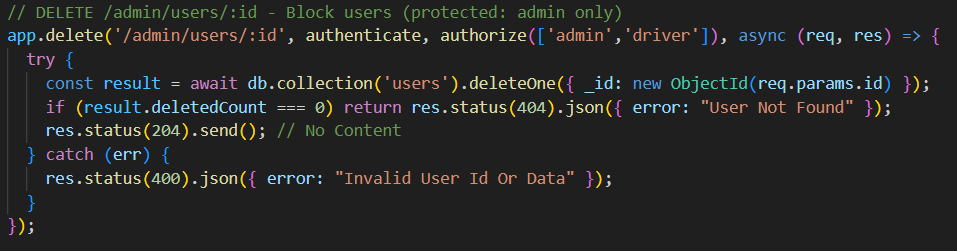 // DELETE /admin/users/:id - Block users (protected: admin only)
app.delete('/admin/users/:id', authenticate, authorize(['admin','driver']), async (req, res) => {
  try {
    const result = await db.collection('users').deleteOne({ _id: new ObjectId(req.params.id) });
    if (result.deletedCount === 0) return res.status(404).json({ error: "User Not Found" });
    res.status(204).send(); // No Content
  } catch (err) {
    res.status(400).json({ error: "Invalid User Id Or Data" });
  }
});